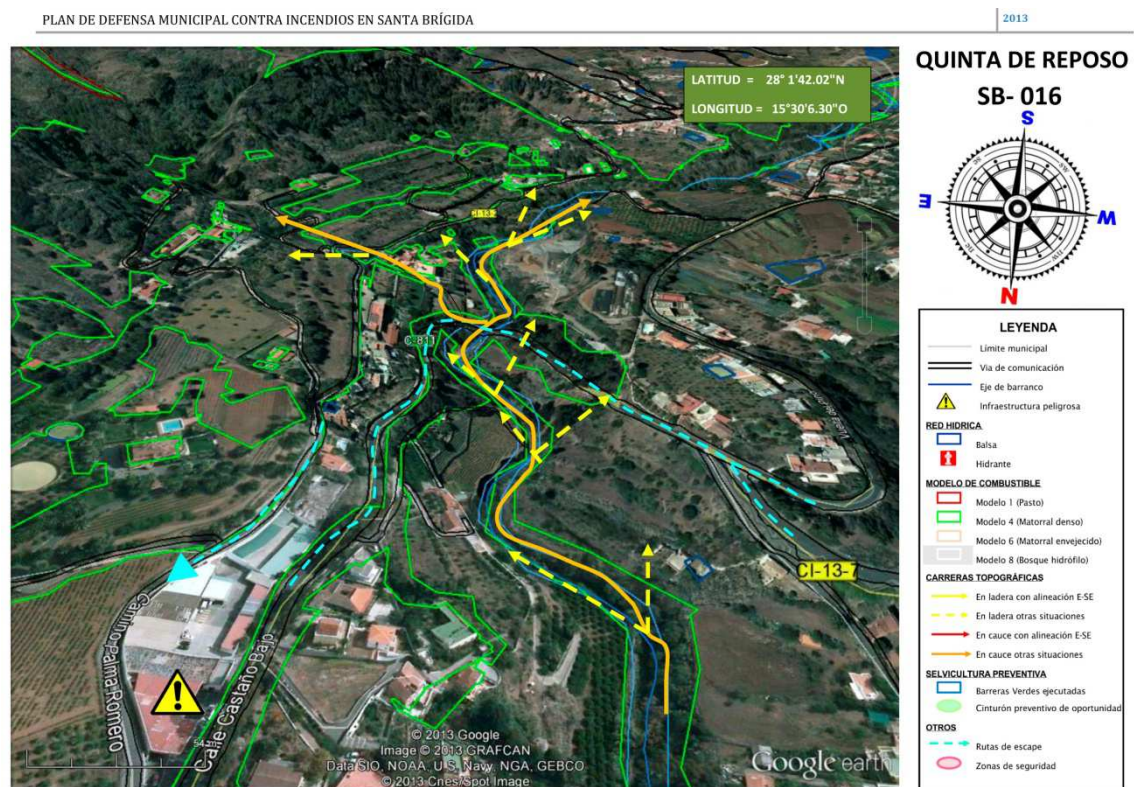 PLAN DE DEFENSA MUNICIPAL CONTRA INCENDIOS EN SANTA BRÍGIDA
2013
QUINTA DE REPOSO
SB- 016
LATITUD = 28° 1'42.02"N
LONGITUD = 15°30'6.30"O
S
E
W
N
CI-13-2
C-811
CI-13-7
Camino Palma Romero
Calle Castaño Bajo
54 m
© 2013 Google
Image © 2013 GRAFCAN
Data SIO, NOAA, U.S. Navy, NGA, GEBCO
© 2013 Cnes/Spot Image
Google earth
LEYENDA
Límite municipal
Via de comunicación
Eje de barranco
Infraestructura peligrosa
RED HIDRICA
Balsa
Hidrante
MODELO DE COMBUSTIBLE
Modelo 1 (Pasto)
Modelo 4 (Matorral denso)
Modelo 6 (Matorral envejecido)
Modelo 8 (Bosque hidrófilo)
CARRERAS TOPOGRÁFICAS
En ladera con alineación E-SE
En ladera otras situaciones
En cauce con alineación E-SE
En cauce otras situaciones
SELVICULTURA PREVENTIVA
Barreras Verdes ejecutadas
Cinturón preventivo de oportunidad
OTROS
Rutas de escape
Zonas de seguridad